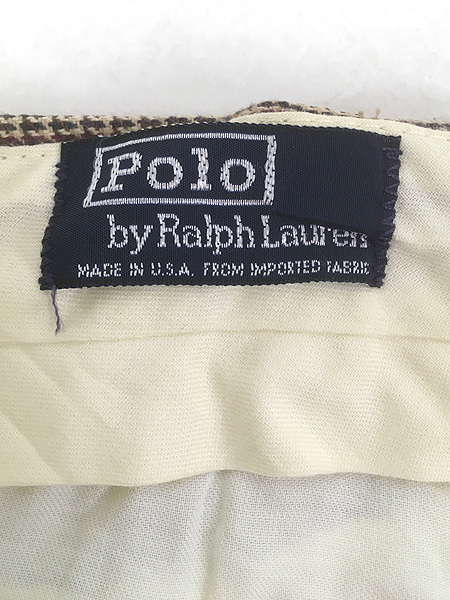 Polo
by Ralph Lauren
MADE IN U.S.A. FROM IMPORTED FABRIC